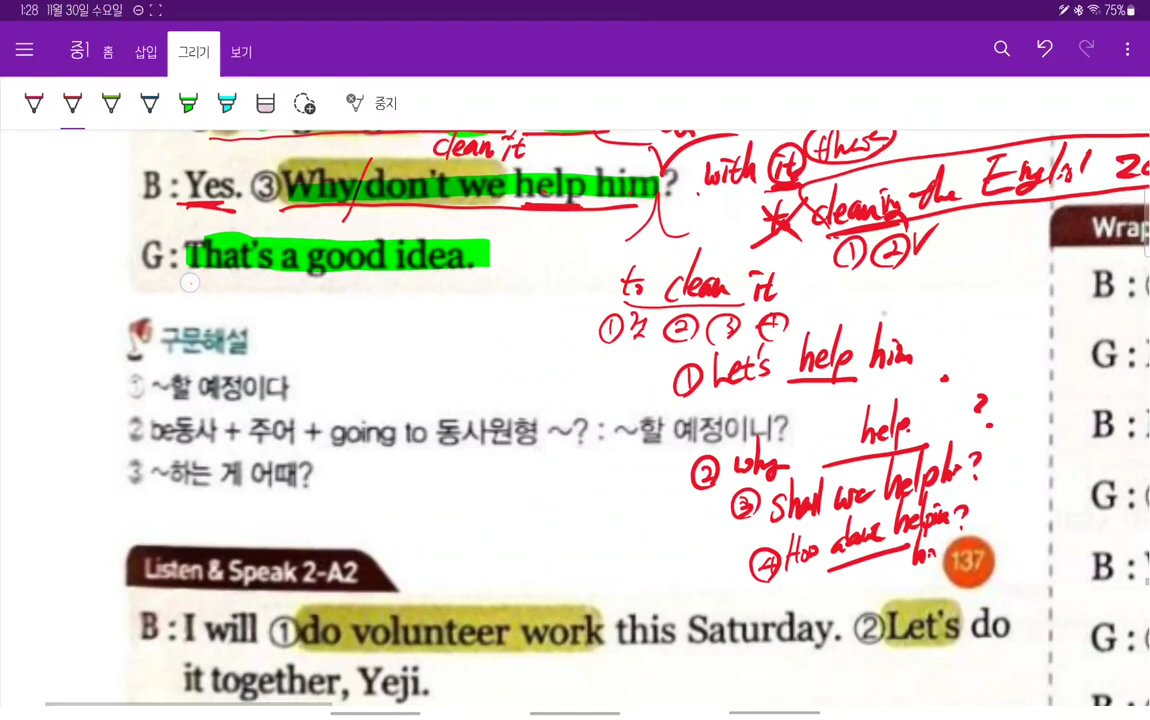 1:28 11월 30일 수요일
75%
중1 홈 삽입 그리기 보기
중지
clean it
B : Yes. ③Why don't we help him?
with it
cleaning the English
① ②
G : That's a good idea.
to clean it
① ② ③ ④
구문해설
① ~할 예정이다
② be동사 + 주어 + going to 동사원형 ~? : ~할 예정이니?
③ ~하는 게 어때?
① Let's help him.
② why help ?
③ Shall we help him?
④ How about helping him?
137
Listen & Speak 2-A2
B : I will ①do volunteer work this Saturday. ②Let's do
it together, Yeji.
Wrap
B :
G :
B :
G :
B :
G :